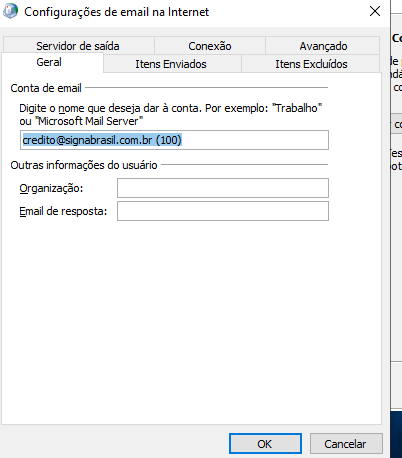 Configurações de email na Internet
Servidor de saída Conexão Avançado
Geral Itens Enviados Itens Excluídos
Conta de email
Digite o nome que deseja dar à conta. Por exemplo: "Trabalho"
ou "Microsoft Mail Server"
credito@signabrasil.com.br (100)
Outras informações do usuário
Organização:
Email de resposta:
OK Cancelar